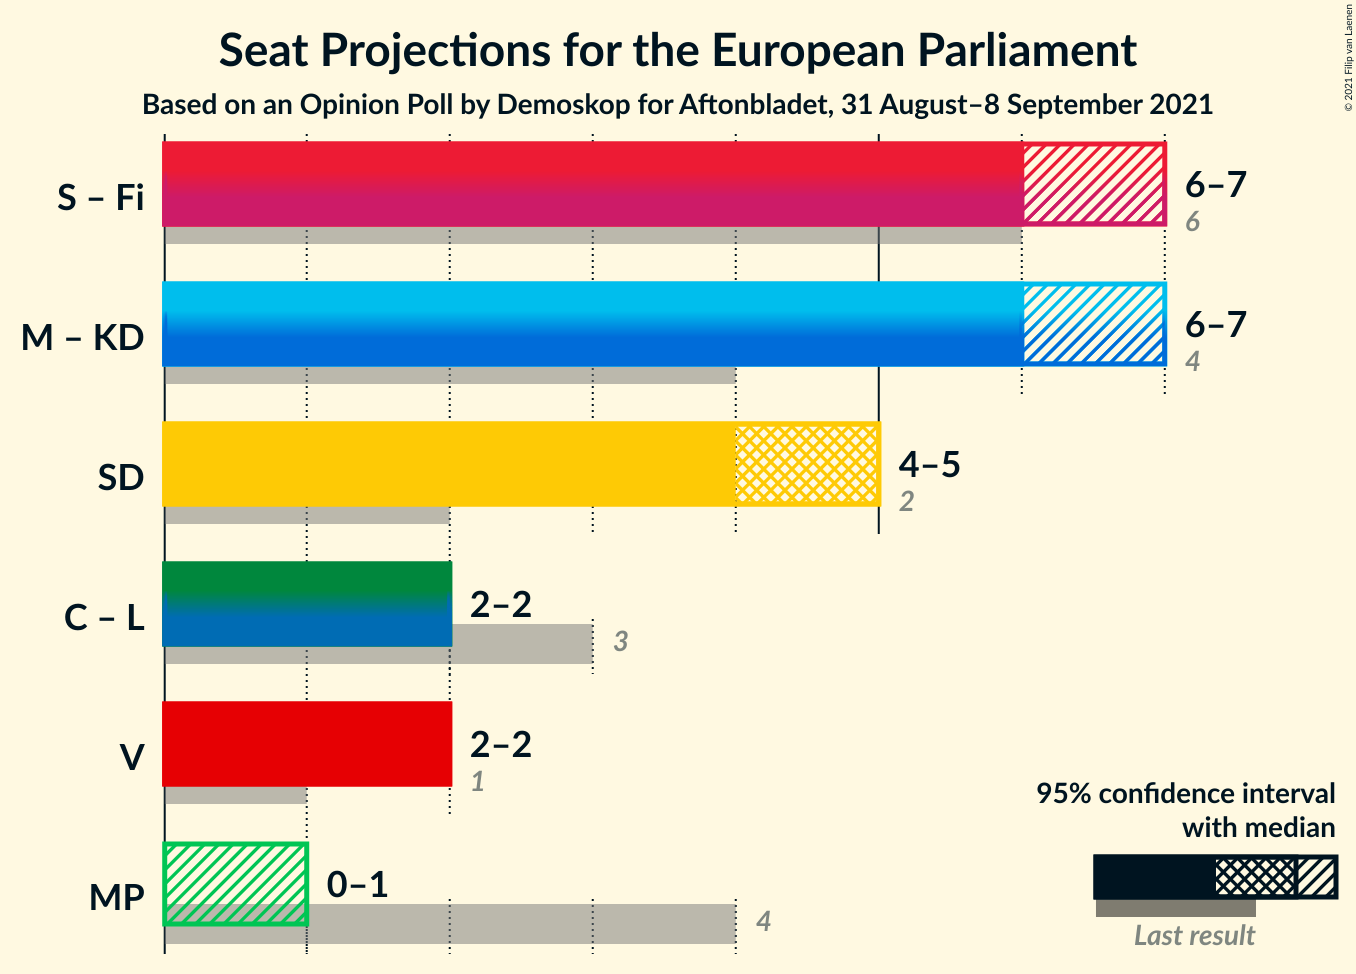 Seat Projections for the European Parliament
Based on an Opinion Poll by Demoskop for Aftonbladet, 31 August–8 September 2021
© 2021 Filip van Laenen
S – Fi
6–7
6
M – KD
6–7
4
SD
4–5
2
C – L
2–2
3
V
2–2
1
MP
0–1
4
95% confidence interval
with median
Last result